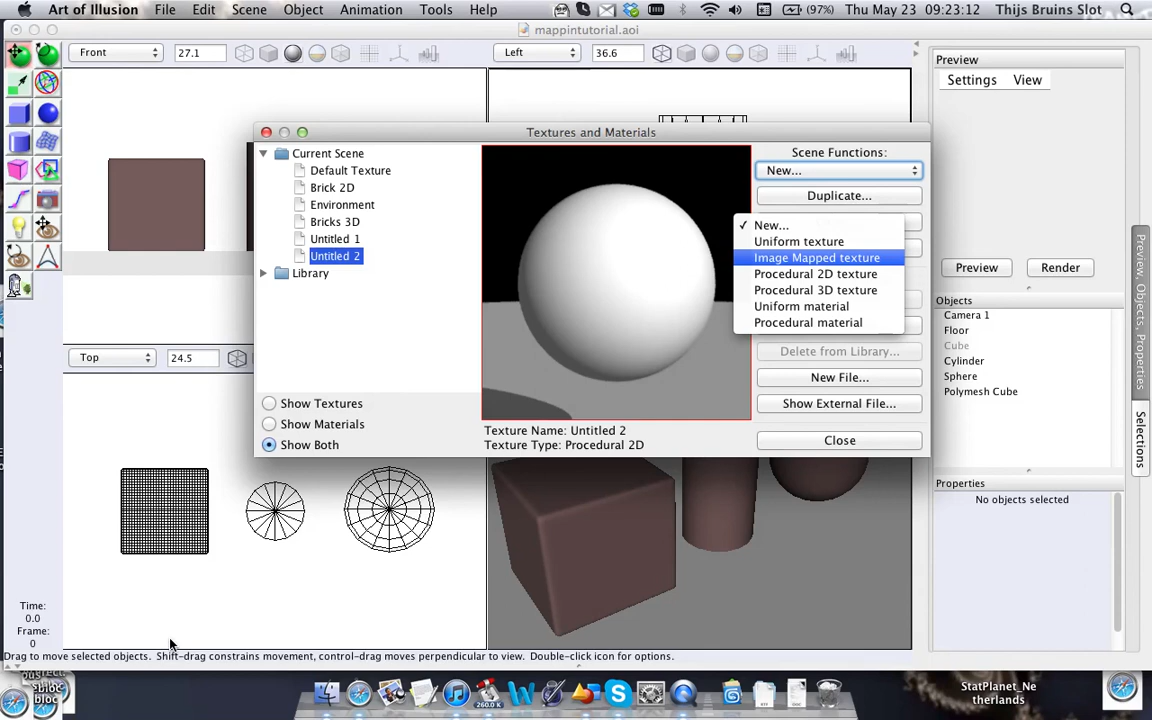 Art of Illusion File Edit Scene Object Animation Tools Help (97%) Thu May 23 09:23:12 Thijs Bruins Slot
mappintutorial.aoi
Front 27.1 Left 36.6
Preview
Settings View
Textures and Materials
Current Scene
Default Texture
Brick 2D
Environment
Bricks 3D
Untitled 1
Untitled 2
Library
Show Textures
Show Materials
Show Both
Texture Name: Untitled 2
Texture Type: Procedural 2D
Scene Functions:
New...
Duplicate...
✓ New...
Uniform texture
Image Mapped texture
Procedural 2D texture
Procedural 3D texture
Uniform material
Procedural material
Delete from Library...
New File...
Show External File...
Close
Preview Render
Objects
Camera 1
Floor
Cube
Cylinder
Sphere
Polymesh Cube
Properties
No objects selected
Preview, Objects, Properties
Selections
Top 24.5
Time:
0.0
Frame:
0
Drag to move selected objects. Shift-drag constrains movement, control-drag moves perpendicular to view. Double-click icon for options.
260.0 K
StatPlanet_Ne
therlands